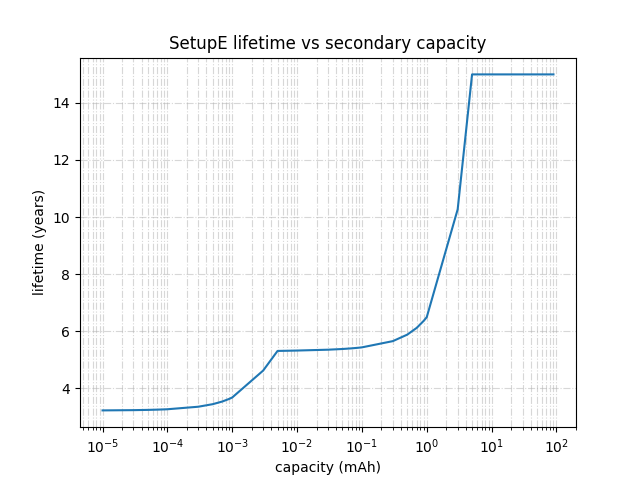 SetupE lifetime vs secondary capacity
lifetime (years)
14
12
10
8
6
4
10⁻⁵ 10⁻⁴ 10⁻³ 10⁻² 10⁻¹ 10⁰ 10¹ 10²
capacity (mAh)